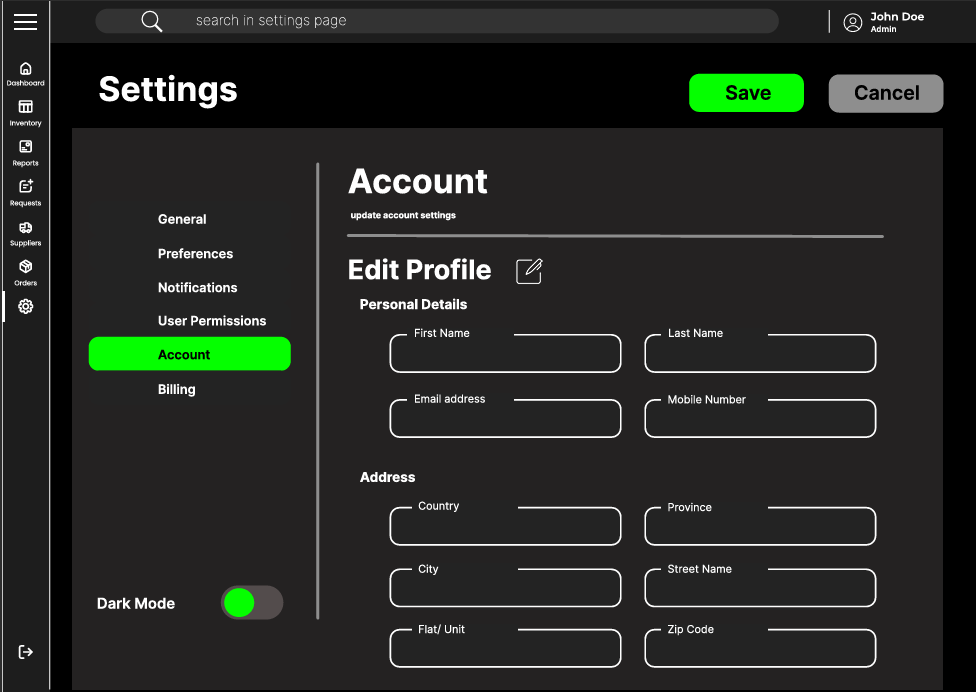 search in settings page
John Doe
Admin
Dashboard
Inventory
Reports
Requests
Suppliers
Orders
Settings
Save
Cancel
General
Preferences
Notifications
User Permissions
Account
Billing
Dark Mode
Account
update account settings
Edit Profile
Personal Details
First Name
Last Name
Email address
Mobile Number
Address
Country
Province
City
Street Name
Flat/ Unit
Zip Code